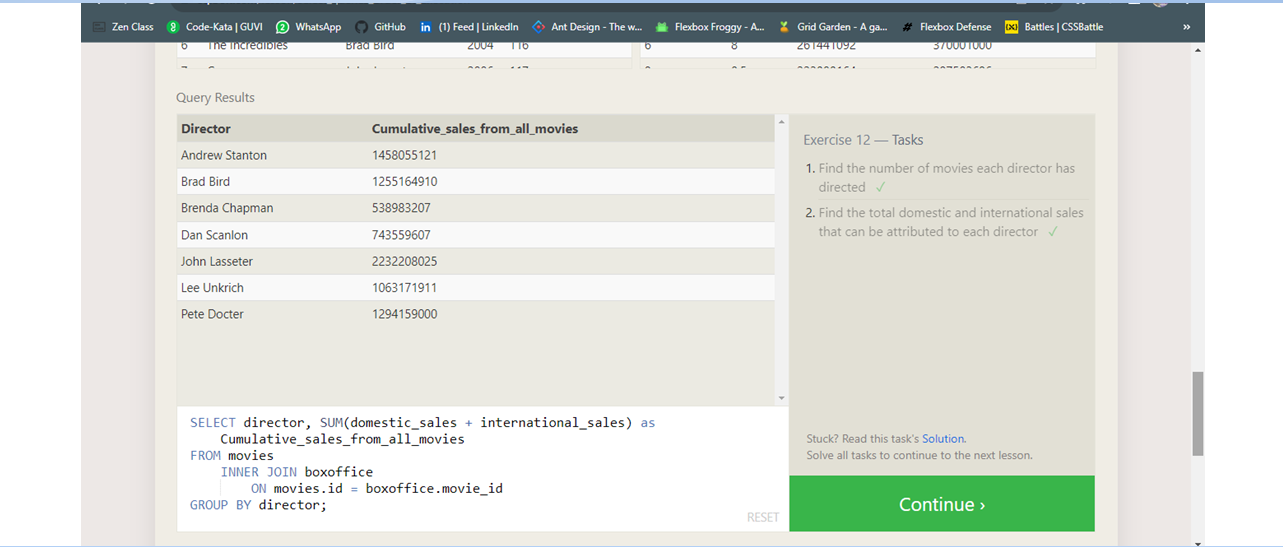 Zen Class Code-Kata | GUVI WhatsApp GitHub (1) Feed | LinkedIn Ant Design - The w... Flexbox Froggy - A... Grid Garden - A ga... Flexbox Defense Battles | CSSBattle »
6 The Incredibles Brad Bird 2004 116 6 8 261441092 370001000
Query Results
Director Cumulative_sales_from_all_movies
Andrew Stanton 1458055121
Brad Bird 1255164910
Brenda Chapman 538983207
Dan Scanlon 743559607
John Lasseter 2232208025
Lee Unkrich 1063171911
Pete Docter 1294159000
SELECT director, SUM(domestic_sales + international_sales) as
Cumulative_sales_from_all_movies
FROM movies
INNER JOIN boxoffice
ON movies.id = boxoffice.movie_id
GROUP BY director;
RESET
Exercise 12 — Tasks
1. Find the number of movies each director has
directed ✓
2. Find the total domestic and international sales
that can be attributed to each director ✓
Stuck? Read this task's Solution.
Solve all tasks to continue to the next lesson.
Continue ›